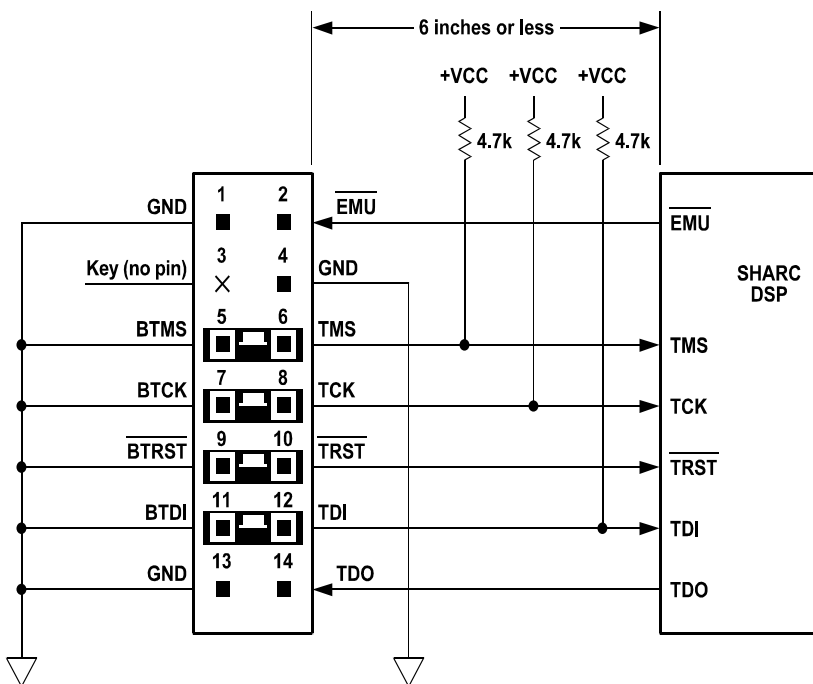 6 inches or less
+VCC +VCC +VCC
4.7k 4.7k 4.7k
1 2
GND EMU EMU
3 4
Key (no pin) GND
SHARC
DSP
5 6
BTMS TMS TMS
7 8
BTCK TCK TCK
9 10
BTRST TRST TRST
11 12
BTDI TDI TDI
13 14
GND TDO TDO